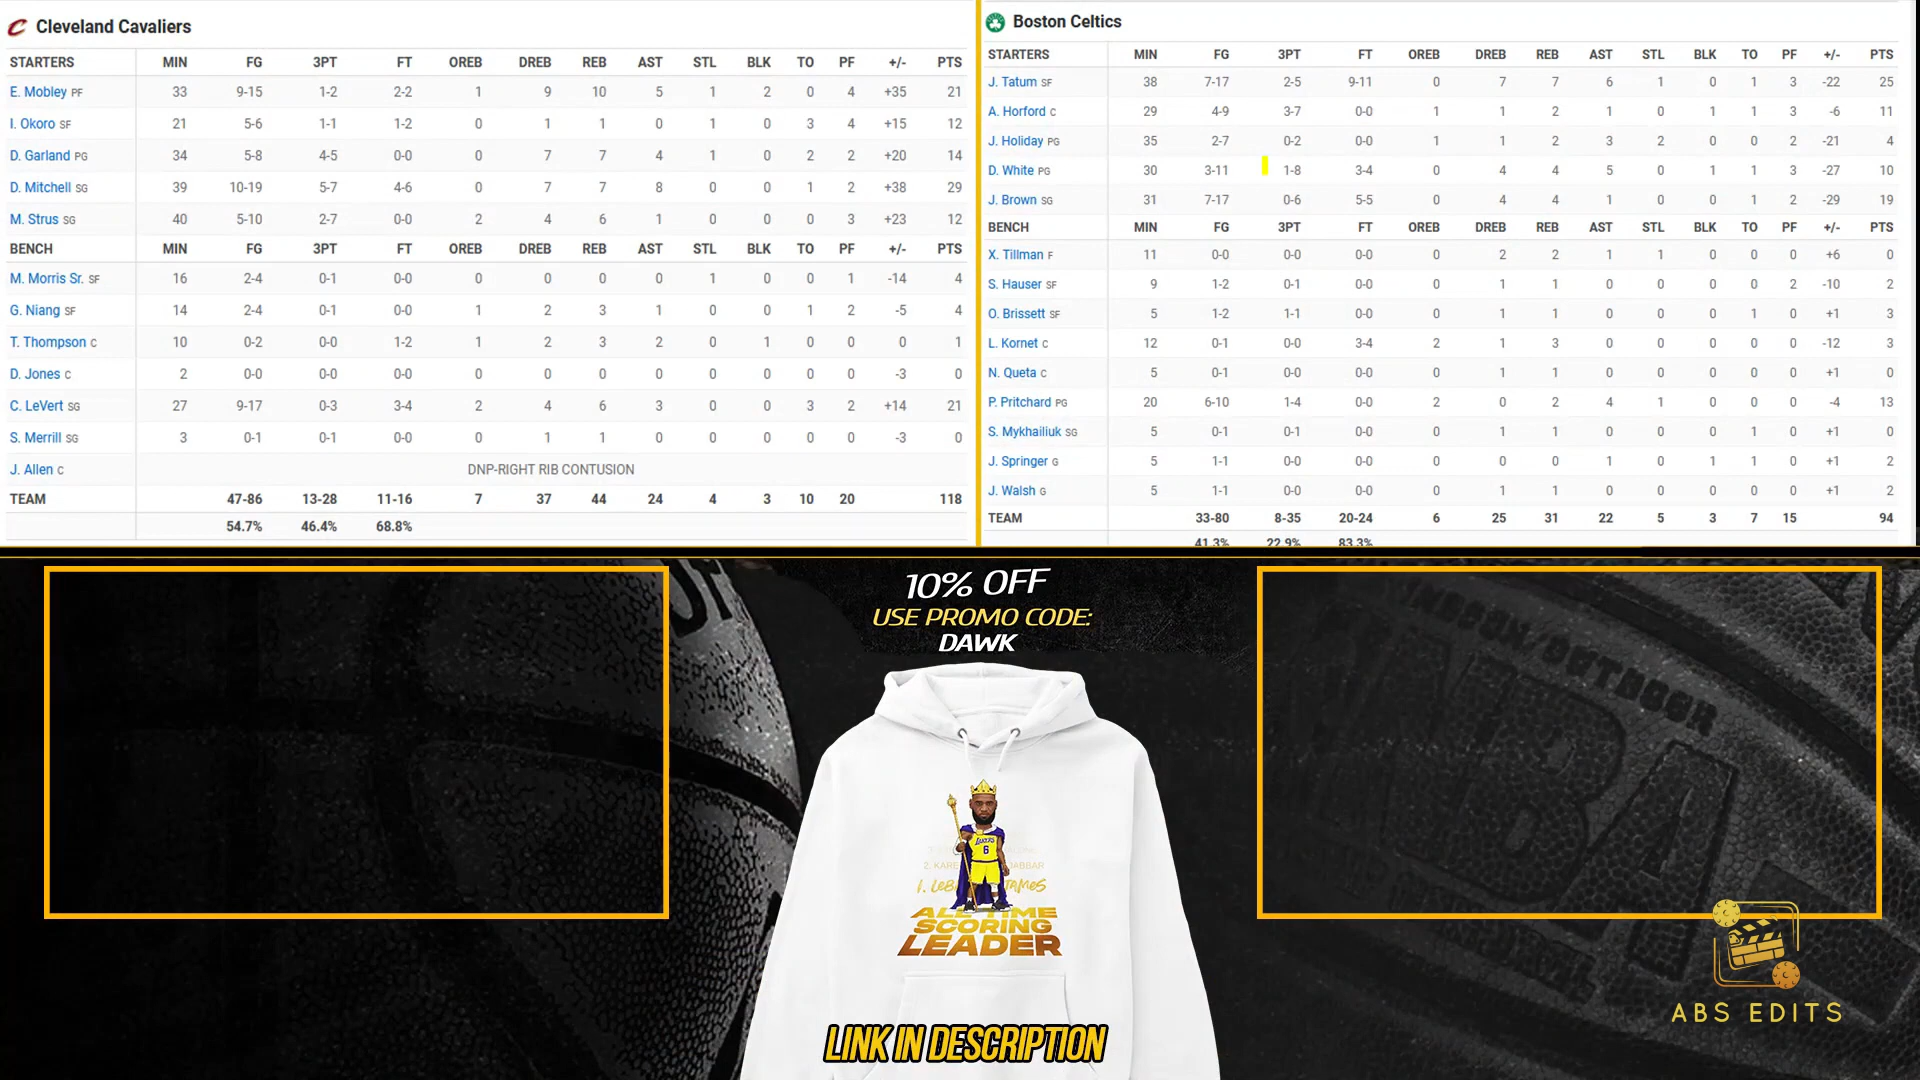 Cleveland Cavaliers
STARTERS MIN FG 3PT FT OREB DREB REB AST STL BLK TO PF +/- PTS
E. Mobley PF 33 9-15 1-2 2-2 1 9 10 5 1 2 0 4 +35 21
I. Okoro SF 21 5-6 1-1 1-2 0 1 1 0 1 0 3 4 +15 12
D. Garland PG 34 5-8 4-5 0-0 0 7 7 4 1 0 2 2 +20 14
D. Mitchell SG 39 10-19 5-7 4-6 0 7 7 8 0 0 1 2 +38 29
M. Strus SG 40 5-10 2-7 0-0 2 4 6 1 0 0 0 3 +23 12
BENCH MIN FG 3PT FT OREB DREB REB AST STL BLK TO PF +/- PTS
M. Morris Sr. SF 16 2-4 0-1 0-0 0 0 0 0 1 0 0 1 -14 4
G. Niang SF 14 2-4 0-1 0-0 1 2 3 1 0 0 1 2 -5 4
T. Thompson C 10 0-2 0-0 1-2 1 2 3 2 0 1 0 0 0 1
D. Jones C 2 0-0 0-0 0-0 0 0 0 0 0 0 0 0 -3 0
C. LeVert SG 27 9-17 0-3 3-4 2 4 6 3 0 0 3 2 +14 21
S. Merrill SG 3 0-1 0-1 0-0 0 1 1 0 0 0 0 0 -3 0
J. Allen C DNP-RIGHT RIB CONTUSION
TEAM 47-86 13-28 11-16 7 37 44 24 4 3 10 20 118
54.7% 46.4% 68.8%
Boston Celtics
STARTERS MIN FG 3PT FT OREB DREB REB AST STL BLK TO PF +/- PTS
J. Tatum SF 38 7-17 2-5 9-11 0 7 7 6 1 0 1 3 -22 25
A. Horford C 29 4-9 3-7 0-0 1 1 2 1 0 1 1 3 -6 11
J. Holiday PG 35 2-7 0-2 0-0 1 1 2 3 2 0 0 2 -21 4
D. White PG 30 3-11 1-8 3-4 0 4 4 5 0 1 1 3 -27 10
J. Brown SG 31 7-17 0-6 5-5 0 4 4 1 0 0 1 2 -29 19
BENCH MIN FG 3PT FT OREB DREB REB AST STL BLK TO PF +/- PTS
X. Tillman F 11 0-0 0-0 0-0 0 2 2 1 1 0 0 0 +6 0
S. Hauser SF 9 1-2 0-1 0-0 0 1 1 0 0 0 0 2 -10 2
O. Brissett SF 5 1-2 1-1 0-0 0 1 1 0 0 0 1 0 +1 3
L. Kornet C 12 0-1 0-0 3-4 2 1 3 0 0 0 0 0 -12 3
N. Queta C 5 0-1 0-0 0-0 0 1 1 0 0 0 0 0 +1 0
P. Pritchard PG 20 6-10 1-4 0-0 2 0 2 4 1 0 0 0 -4 13
S. Mykhailiuk SG 5 0-1 0-1 0-0 0 1 1 0 0 0 1 0 +1 0
J. Springer G 5 1-1 0-0 0-0 0 0 0 1 0 1 1 0 +1 2
J. Walsh G 5 1-1 0-0 0-0 0 1 1 0 0 0 0 0 +1 2
TEAM 33-80 8-35 20-24 6 25 31 22 5 3 7 15 94
41.3% 22.9% 83.3%
10% OFF
USE PROMO CODE:
DAWK
LAKERS
6
ALL TIME
SCORING
LEADER
LINK IN DESCRIPTION
ABS EDITS